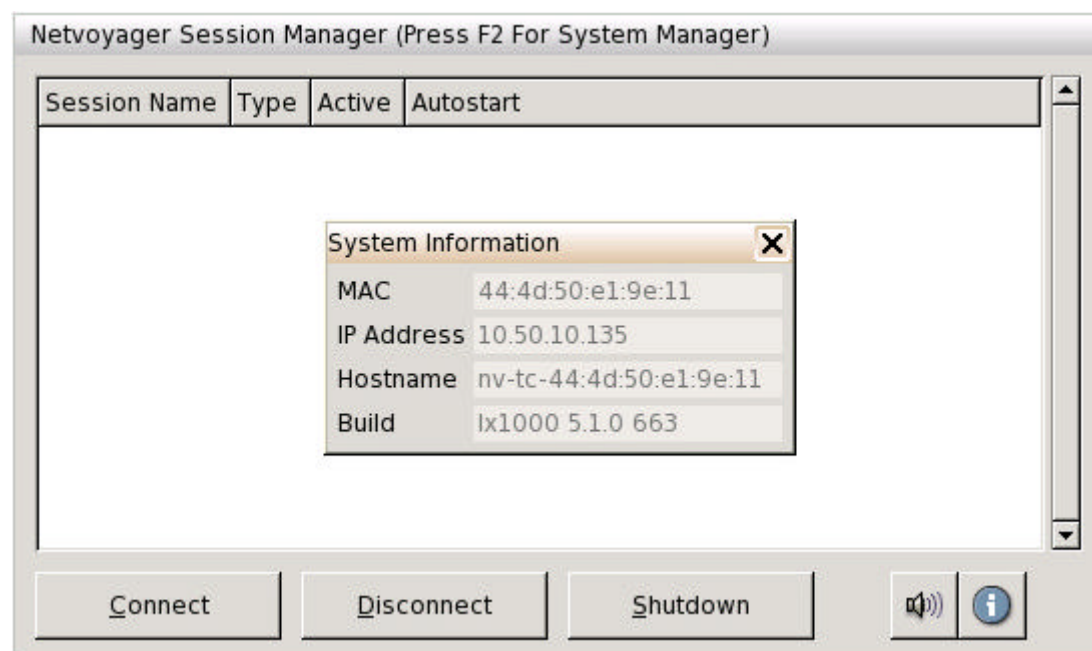 Netvoyager Session Manager (Press F2 For System Manager)
Session Name Type Active Autostart
System Information
MAC 44:4d:50:e1:9e:11
IP Address 10.50.10.135
Hostname nv-tc-44:4d:50:e1:9e:11
Build lx1000 5.1.0 663
Connect Disconnect Shutdown